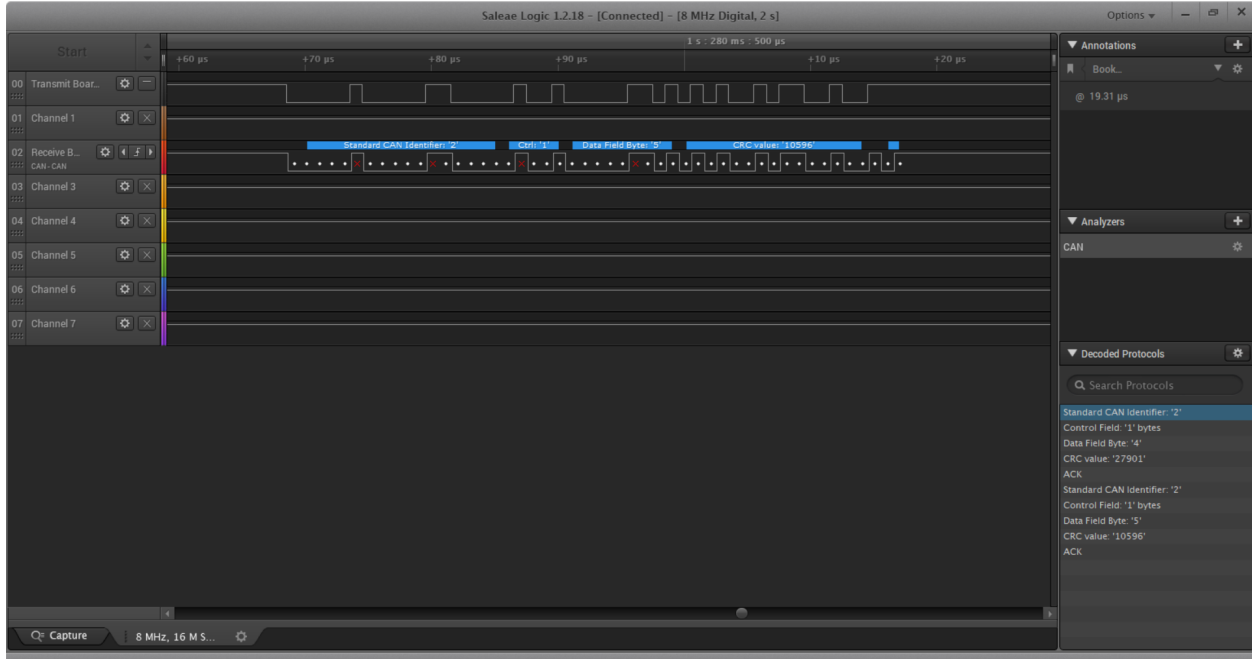 Saleae Logic 1.2.18 - [Connected] - [8 MHz Digital, 2 s]
Options
Start
1 s : 280 ms : 500 µs
+60 µs +70 µs +80 µs +90 µs +10 µs +20 µs
00 Transmit Boar...
01 Channel 1
Standard CAN Identifier: '2' Ctrl: '1' Data Field Byte: '5' CRC value: '10596'
02 Receive B...
CAN - CAN
03 Channel 3
04 Channel 4
05 Channel 5
06 Channel 6
07 Channel 7
Annotations
Book...
@ 19.31 µs
Analyzers
CAN
Decoded Protocols
Search Protocols
Standard CAN Identifier: '2'
Control Field: '1' bytes
Data Field Byte: '4'
CRC value: '27901'
ACK
Standard CAN Identifier: '2'
Control Field: '1' bytes
Data Field Byte: '5'
CRC value: '10596'
ACK
Capture
8 MHz, 16 M S...